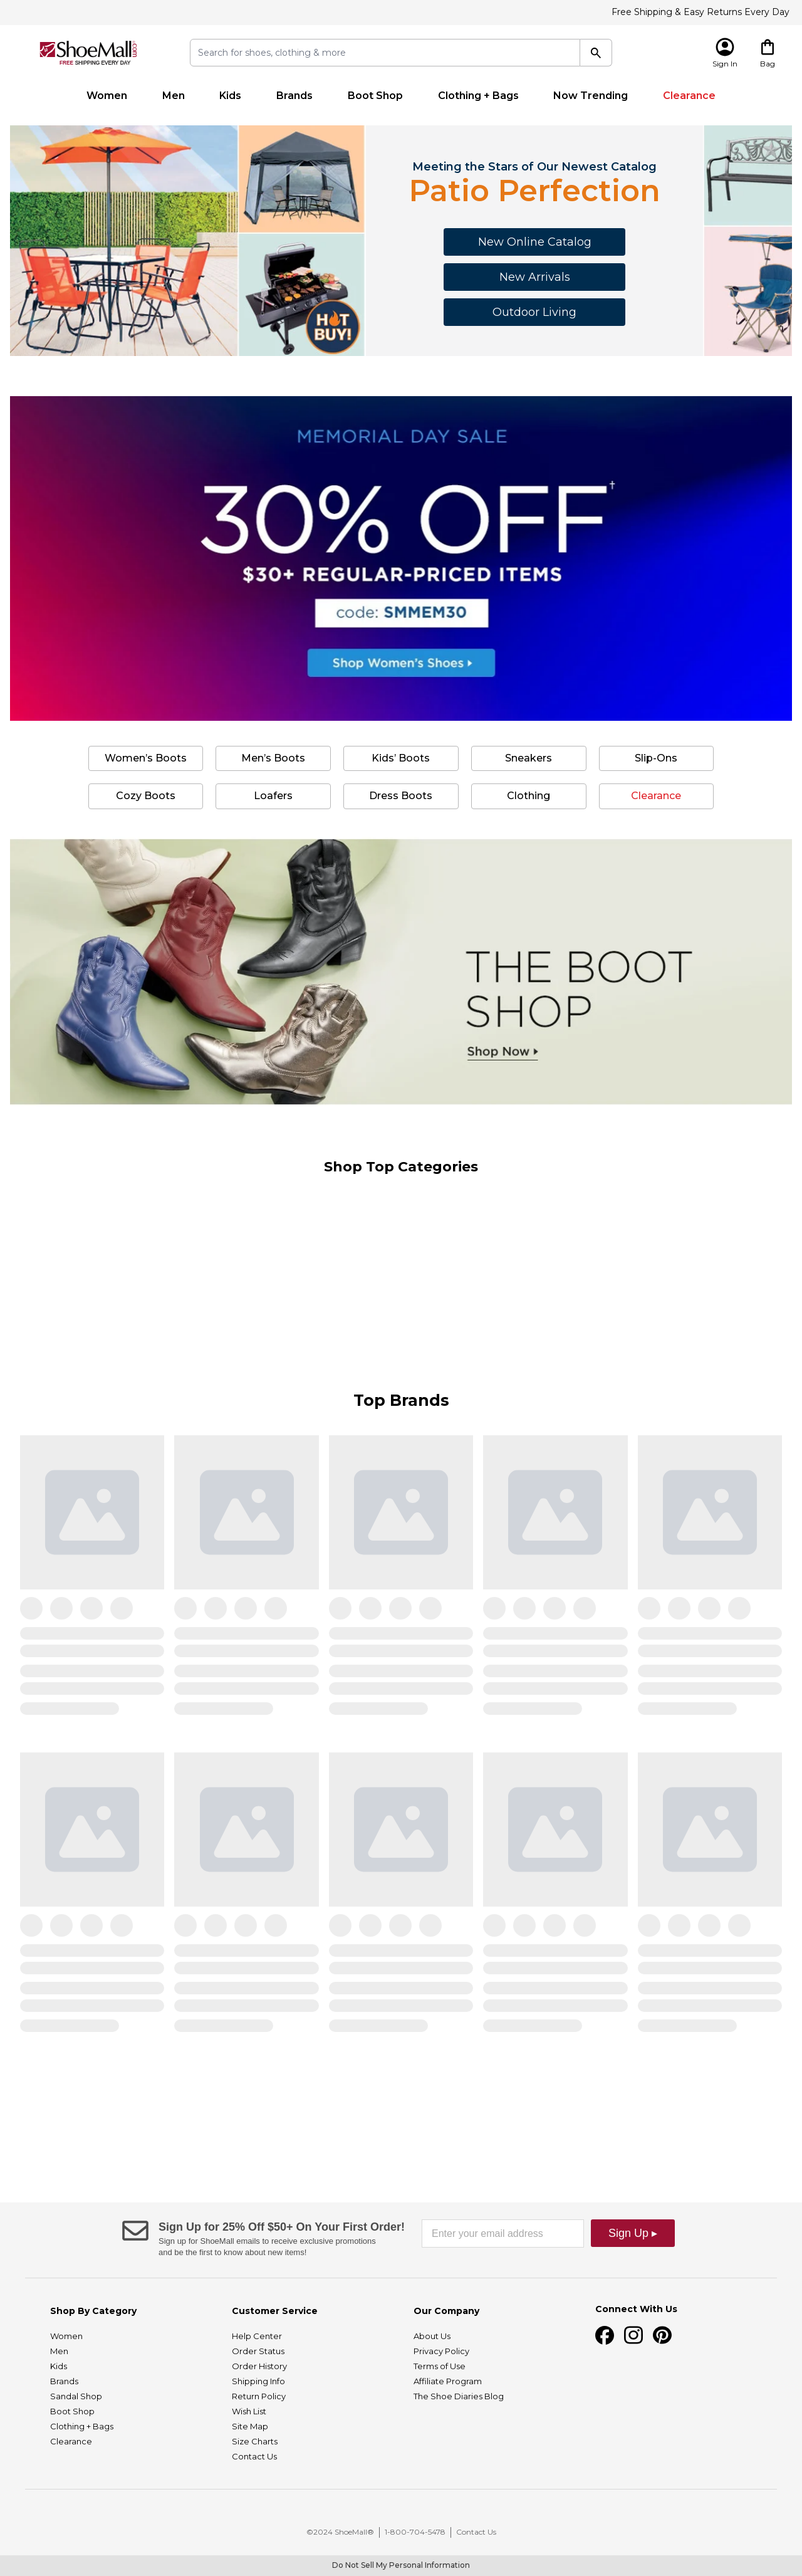 Free Shipping & Easy Returns Every Day
ShoeMall.com
FREE SHIPPING EVERY DAY
Search for shoes, clothing & more
Sign In
Bag
Women Men Kids Brands Boot Shop Clothing + Bags Now Trending Clearance
Meeting the Stars of Our Newest Catalog
Patio Perfection
New Online Catalog
New Arrivals
Outdoor Living
HOT
BUY!
MEMORIAL DAY SALE
30% OFF†
$30+ REGULAR-PRICED ITEMS
code: SMMEM30
Shop Women's Shoes
Women's Boots Men's Boots Kids' Boots Sneakers Slip-Ons
Cozy Boots Loafers Dress Boots Clothing Clearance
THE BOOT
SHOP
Shop Now
Shop Top Categories
Top Brands
Sign Up for 25% Off $50+ On Your First Order!
Sign up for ShoeMall emails to receive exclusive promotions
and be the first to know about new items!
Enter your email address
Sign Up ▸
Shop By Category
Women
Men
Kids
Brands
Sandal Shop
Boot Shop
Clothing + Bags
Clearance
Customer Service
Help Center
Order Status
Order History
Shipping Info
Return Policy
Wish List
Site Map
Size Charts
Contact Us
Our Company
About Us
Privacy Policy
Terms of Use
Affiliate Program
The Shoe Diaries Blog
Connect With Us
©2024 ShoeMall® | 1-800-704-5478 | Contact Us
Do Not Sell My Personal Information